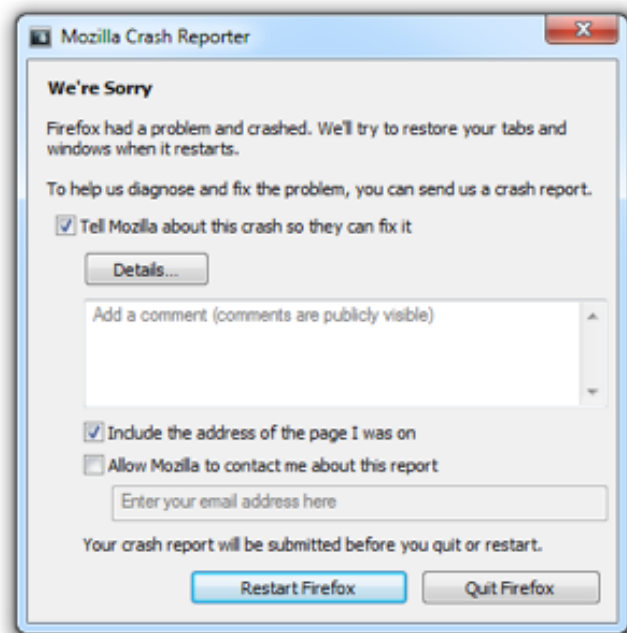 Mozilla Crash Reporter
We're Sorry
Firefox had a problem and crashed. We'll try to restore your tabs and
windows when it restarts.
To help us diagnose and fix the problem, you can send us a crash report.
Tell Mozilla about this crash so they can fix it
Details...
Add a comment (comments are publicly visible)
Include the address of the page I was on
Allow Mozilla to contact me about this report
Enter your email address here
Your crash report will be submitted before you quit or restart.
Restart Firefox
Quit Firefox